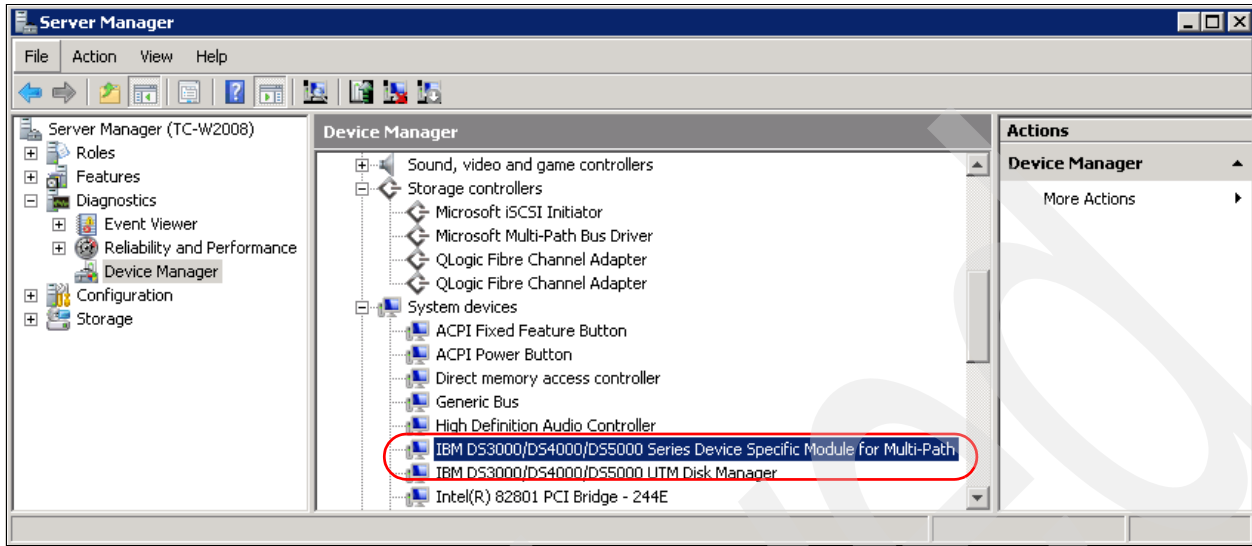 Server Manager
File Action View Help
Server Manager (TC-W2008)
Roles
Features
Diagnostics
Event Viewer
Reliability and Performance
Device Manager
Configuration
Storage
Device Manager
Sound, video and game controllers
Storage controllers
Microsoft iSCSI Initiator
Microsoft Multi-Path Bus Driver
QLogic Fibre Channel Adapter
QLogic Fibre Channel Adapter
System devices
ACPI Fixed Feature Button
ACPI Power Button
Direct memory access controller
Generic Bus
High Definition Audio Controller
IBM DS3000/DS4000/DS5000 Series Device Specific Module for Multi-Path
IBM DS3000/DS4000/DS5000 UTM Disk Manager
Intel(R) 82801 PCI Bridge - 244E
Actions
Device Manager
More Actions